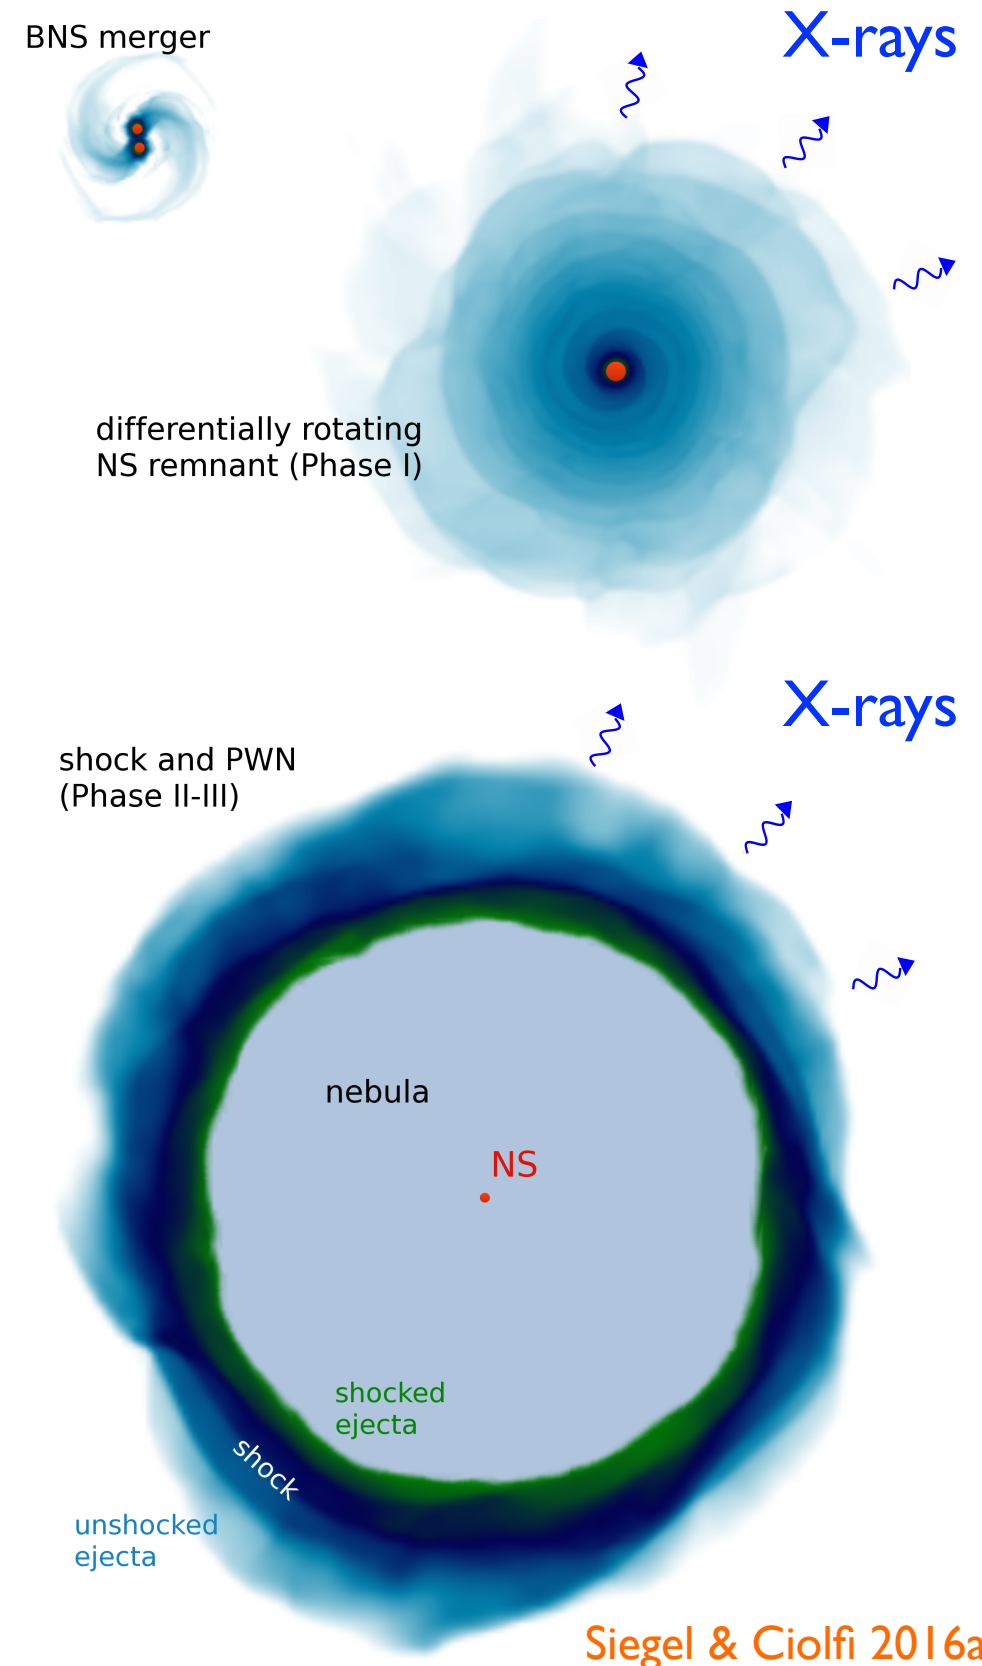 BNS merger
X-rays
differentially rotating
NS remnant (Phase I)
X-rays
shock and PWN
(Phase II-III)
nebula
NS
shocked
ejecta
shock
unshocked
ejecta
Siegel & Ciolfi 2016a